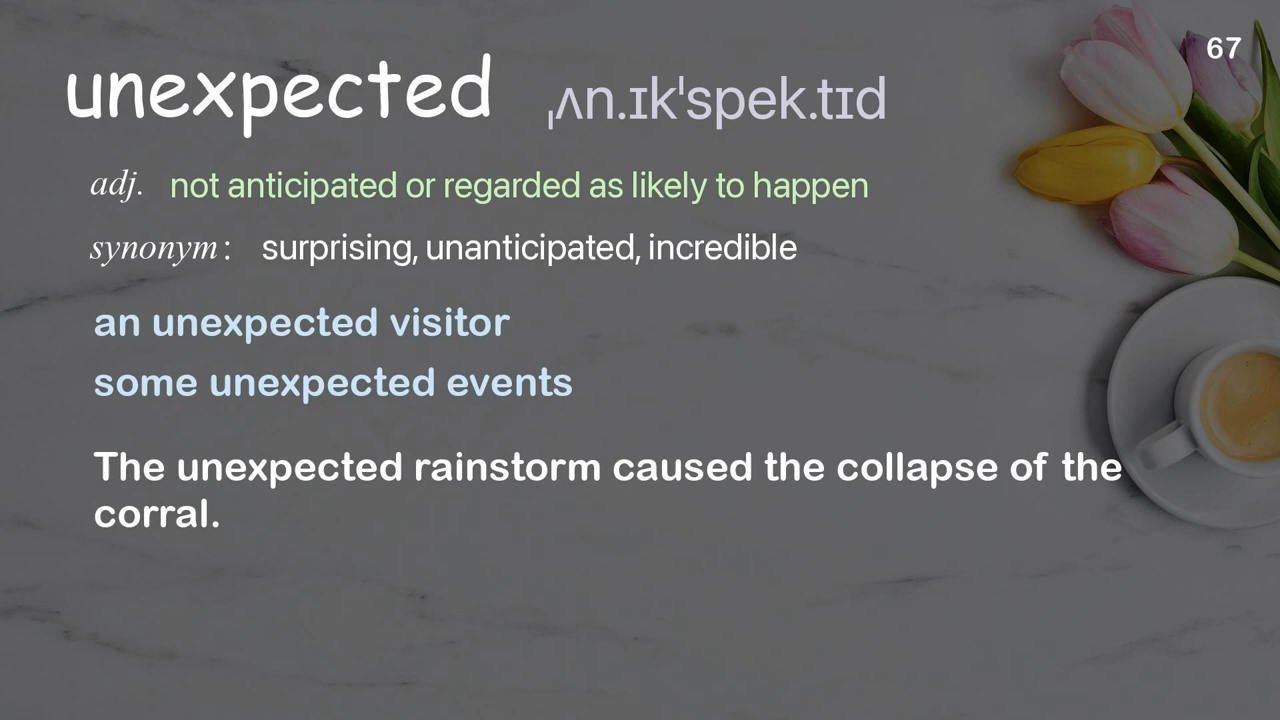 67
unexpected ˌʌn.ɪkˈspek.tɪd
adj. not anticipated or regarded as likely to happen
synonym: surprising, unanticipated, incredible
an unexpected visitor
some unexpected events
The unexpected rainstorm caused the collapse of the
corral.